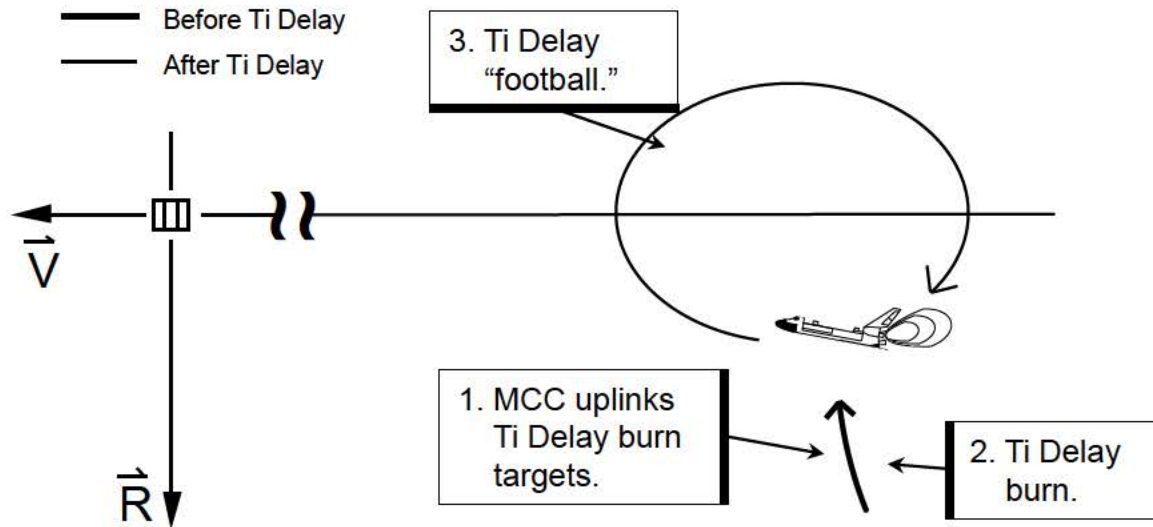 Before Ti Delay
After Ti Delay
3. Ti Delay
“football.”
V
R
1. MCC uplinks
Ti Delay burn
targets.
2. Ti Delay
burn.